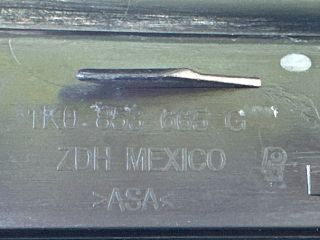 1K0 853 665 G
ZDH MEXICO
>ASA<